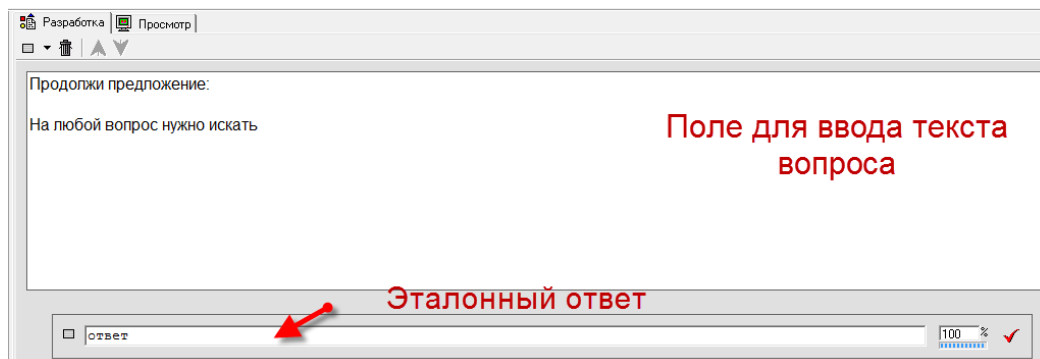 Разработка Просмотр
Продолжи предложение:
На любой вопрос нужно искать
Поле для ввода текста
вопроса
Эталонный ответ
ответ 100 %